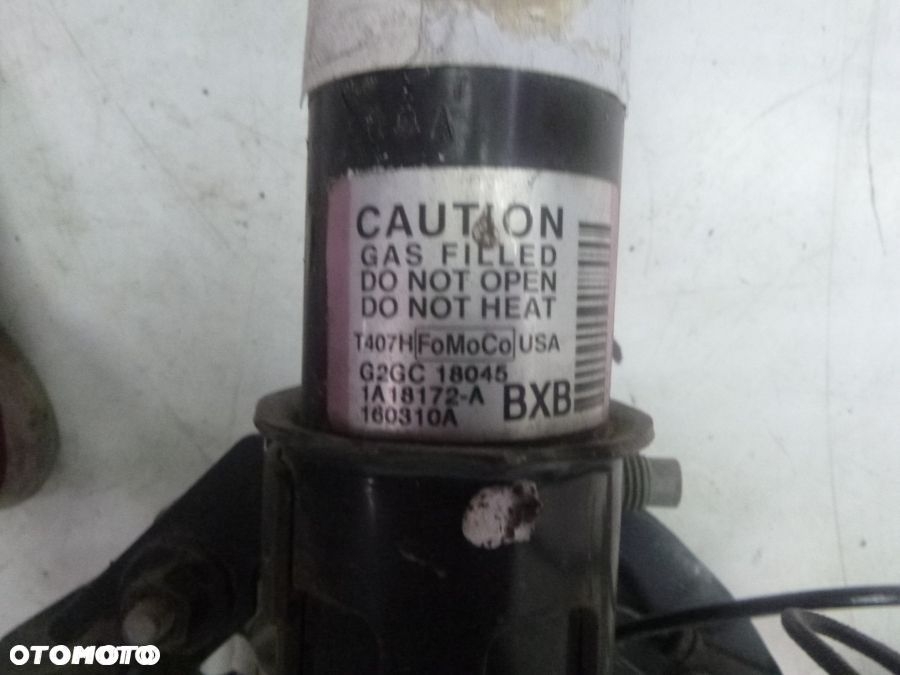 CAUTION
GAS FILLED
DO NOT OPEN
DO NOT HEAT
T407H FoMoCo USA
G2GC 18045
1A18172-A
160310A BXB
OTOMOTO